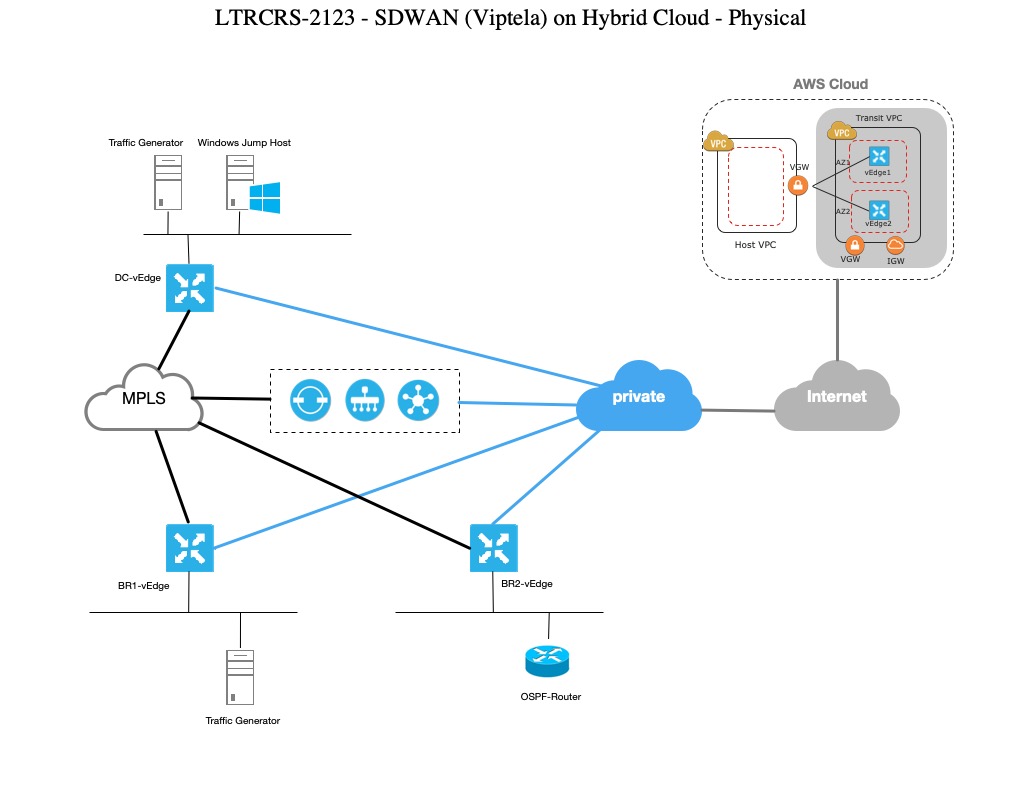 LTRCRS-2123 - SDWAN (Viptela) on Hybrid Cloud - Physical
AWS Cloud
Transit VPC
VPC
VPC
AZ1
vEdge1
VGW
AZ2
vEdge2
Host VPC
VGW
IGW
Traffic Generator
Windows Jump Host
DC-vEdge
MPLS
private
Internet
BR1-vEdge
BR2-vEdge
OSPF-Router
Traffic Generator